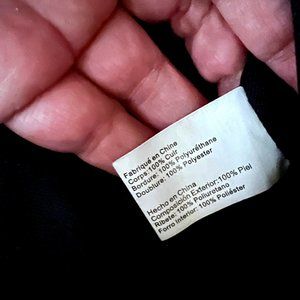 Fabriqué en Chine
Corps: 100% Cuir
Bordure: 100% Polyuréthane
Doublure: 100% Polyester
Hecho en China
Composición Exterior: 100% Piel
Ribete: 100% Poliuretano
Forro interior: 100% Poliéster